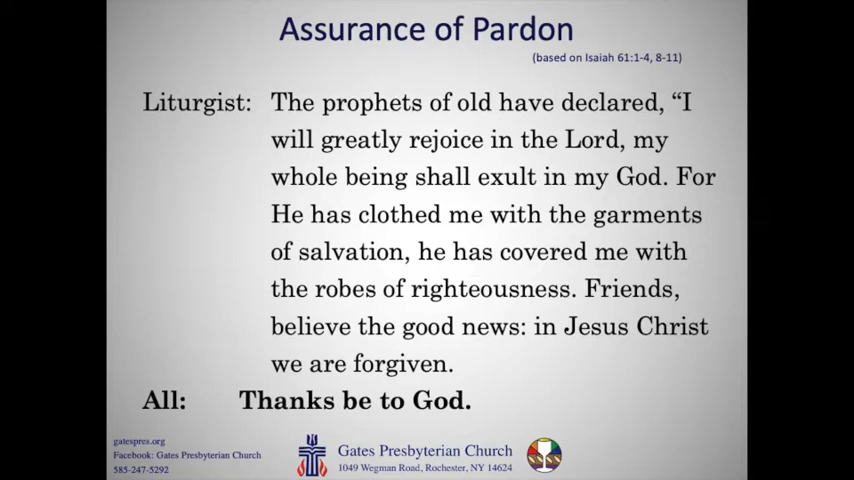 Assurance of Pardon
(based on Isaiah 61:1-4, 8-11)
Liturgist: The prophets of old have declared, “I
will greatly rejoice in the Lord, my
whole being shall exult in my God. For
He has clothed me with the garments
of salvation, he has covered me with
the robes of righteousness. Friends,
believe the good news: in Jesus Christ
we are forgiven.
All: Thanks be to God.
gatespres.org
Facebook: Gates Presbyterian Church
585-247-5292
Gates Presbyterian Church
1049 Wegman Road, Rochester, NY 14624